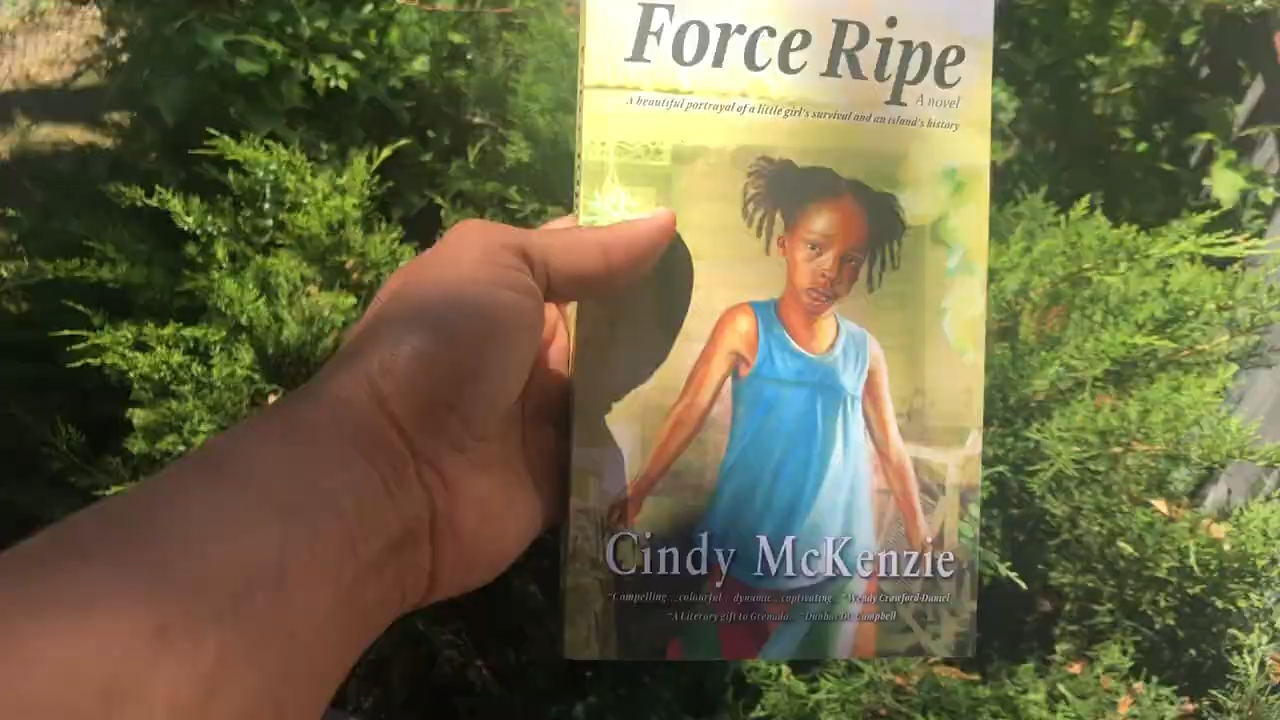 Force Ripe
A novel
A beautiful portrayal of a little girl's survival and an island's history
Cindy McKenzie
"Compelling ...colourful ...dynamic ...captivating..." Wendy Crawford-Daniel
"A Literary gift to Grenada..." Dunbar Campbell